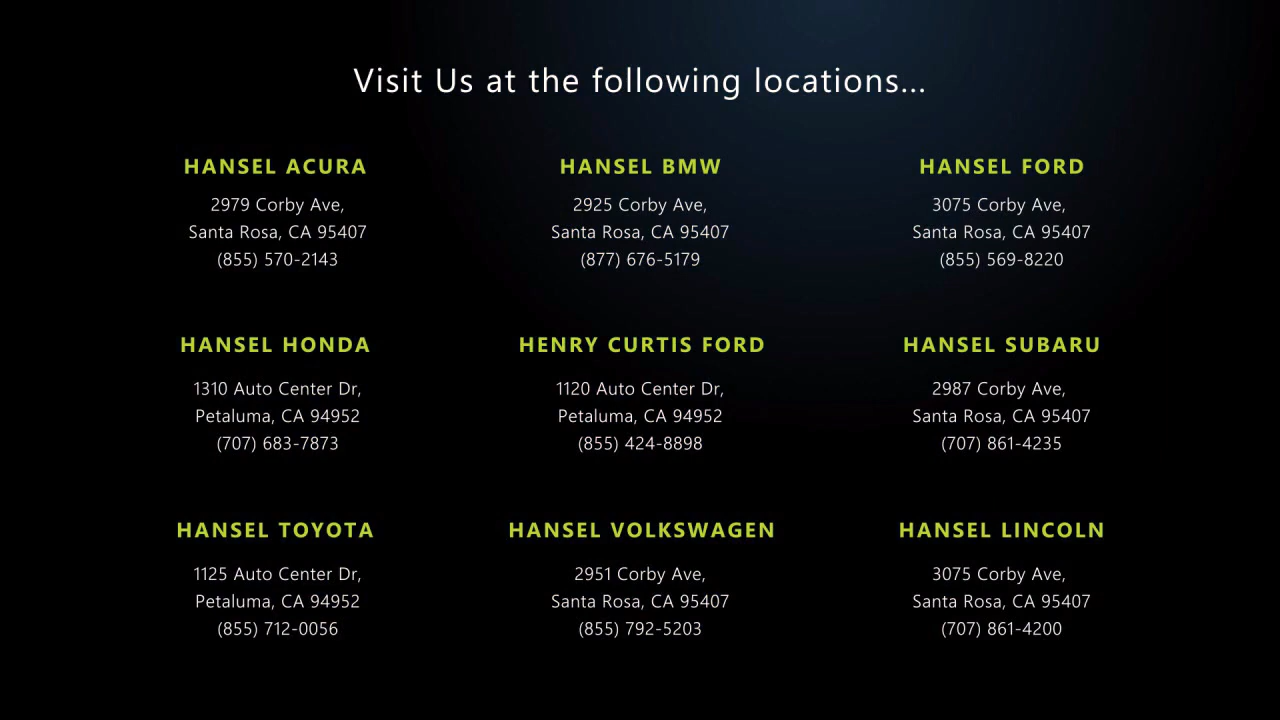 Visit Us at the following locations...
HANSEL ACURA
2979 Corby Ave,
Santa Rosa, CA 95407
(855) 570-2143
HANSEL BMW
2925 Corby Ave,
Santa Rosa, CA 95407
(877) 676-5179
HANSEL FORD
3075 Corby Ave,
Santa Rosa, CA 95407
(855) 569-8220
HANSEL HONDA
1310 Auto Center Dr,
Petaluma, CA 94952
(707) 683-7873
HENRY CURTIS FORD
1120 Auto Center Dr,
Petaluma, CA 94952
(855) 424-8898
HANSEL SUBARU
2987 Corby Ave,
Santa Rosa, CA 95407
(707) 861-4235
HANSEL TOYOTA
1125 Auto Center Dr,
Petaluma, CA 94952
(855) 712-0056
HANSEL VOLKSWAGEN
2951 Corby Ave,
Santa Rosa, CA 95407
(855) 792-5203
HANSEL LINCOLN
3075 Corby Ave,
Santa Rosa, CA 95407
(707) 861-4200